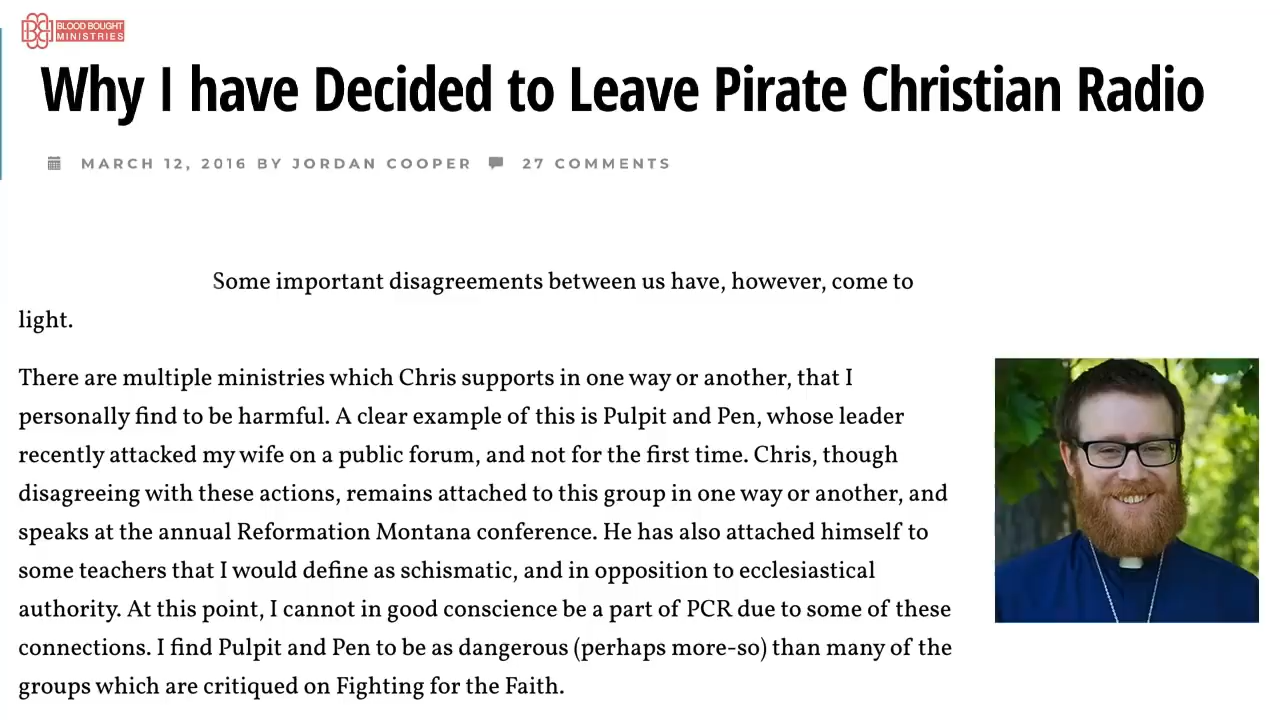 BLOOD BOUGHT
MINISTRIES
Why I have Decided to Leave Pirate Christian Radio
MARCH 12, 2016 BY JORDAN COOPER 27 COMMENTS
Some important disagreements between us have, however, come to
light.
There are multiple ministries which Chris supports in one way or another, that I
personally find to be harmful. A clear example of this is Pulpit and Pen, whose leader
recently attacked my wife on a public forum, and not for the first time. Chris, though
disagreeing with these actions, remains attached to this group in one way or another, and
speaks at the annual Reformation Montana conference. He has also attached himself to
some teachers that I would define as schismatic, and in opposition to ecclesiastical
authority. At this point, I cannot in good conscience be a part of PCR due to some of these
connections. I find Pulpit and Pen to be as dangerous (perhaps more-so) than many of the
groups which are critiqued on Fighting for the Faith.